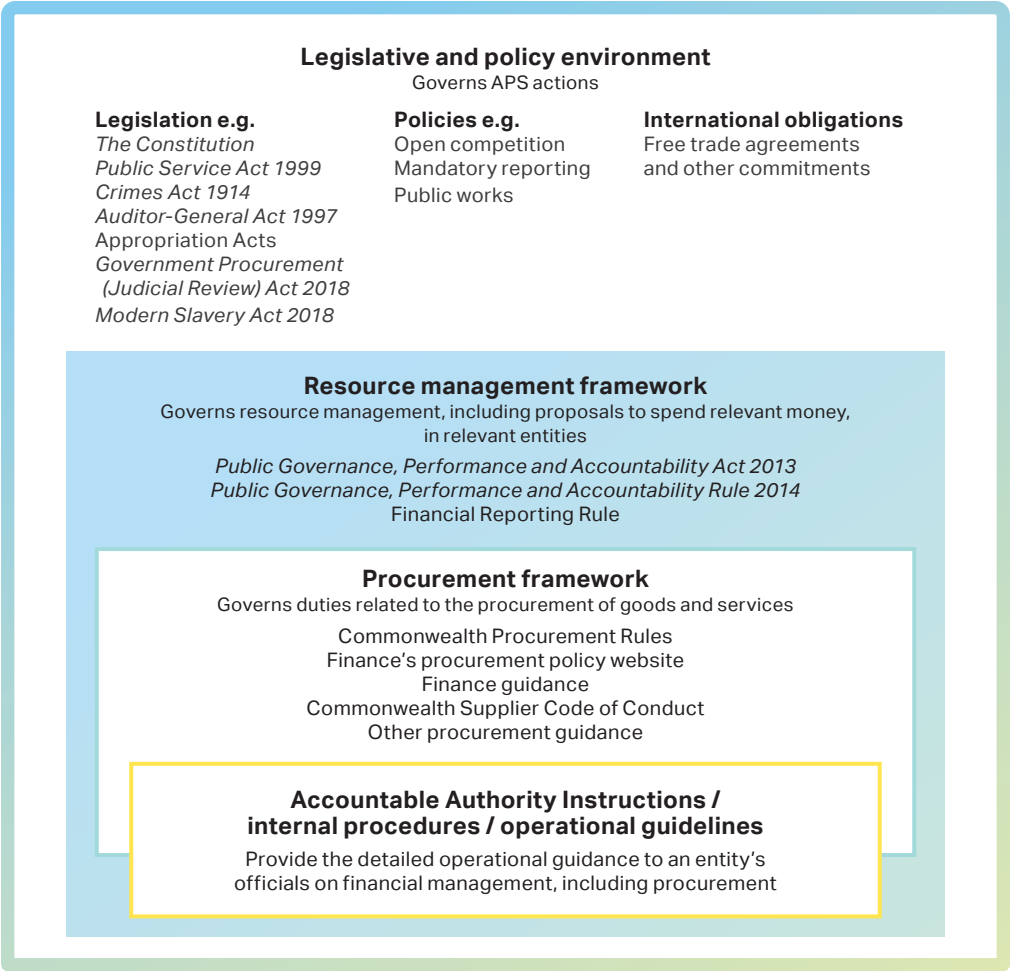 Legislative and policy environment
Governs APS actions
Legislation e.g.
The Constitution
Public Service Act 1999
Crimes Act 1914
Auditor-General Act 1997
Appropriation Acts
Government Procurement
(Judicial Review) Act 2018
Modern Slavery Act 2018
Policies e.g.
Open competition
Mandatory reporting
Public works
International obligations
Free trade agreements
and other commitments
Resource management framework
Governs resource management, including proposals to spend relevant money,
in relevant entities
Public Governance, Performance and Accountability Act 2013
Public Governance, Performance and Accountability Rule 2014
Financial Reporting Rule
Procurement framework
Governs duties related to the procurement of goods and services
Commonwealth Procurement Rules
Finance's procurement policy website
Finance guidance
Commonwealth Supplier Code of Conduct
Other procurement guidance
Accountable Authority Instructions /
internal procedures / operational guidelines
Provide the detailed operational guidance to an entity's
officials on financial management, including procurement